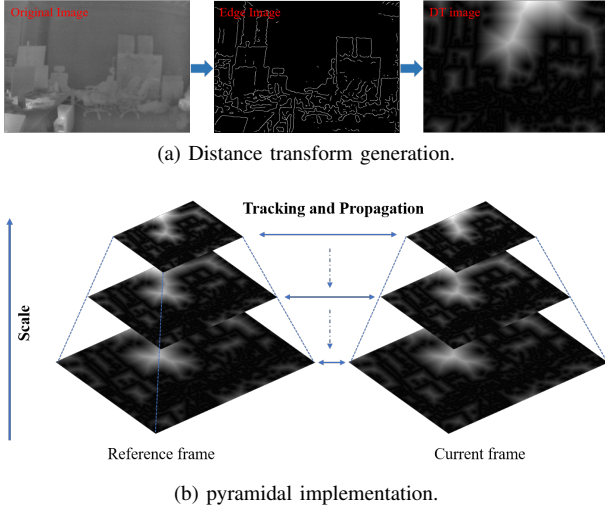 Original Image
Edge Image
DT image
(a) Distance transform generation.
Tracking and Propagation
Scale
Reference frame
Current frame
(b) pyramidal implementation.